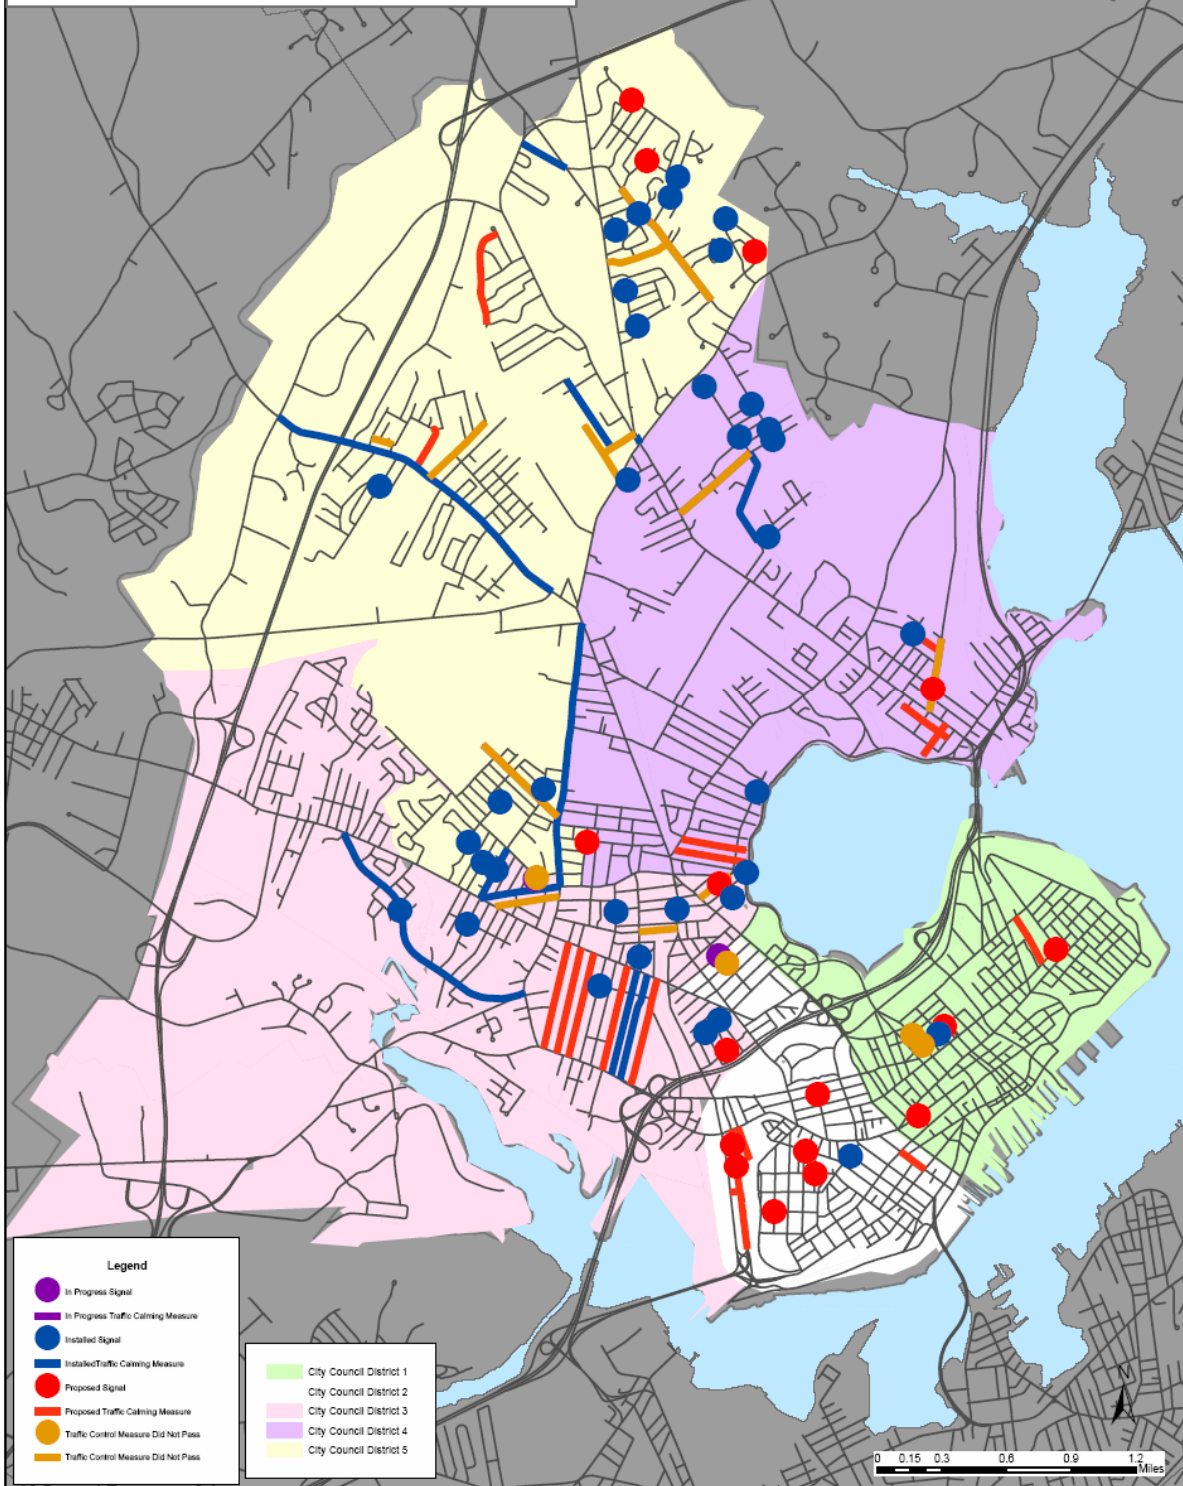 Legend
In Progress Signal
In Progress Traffic Calming Measure
Installed Signal
InstalledTraffic Calming Measure
Proposed Signal
Proposed Traffic Calming Measure
Traffic Control Measure Did Not Pass
Traffic Control Measure Did Not Pass
City Council District 1
City Council District 2
City Council District 3
City Council District 4
City Council District 5
N
0 0.15 0.3 0.6 0.9 1.2
Miles